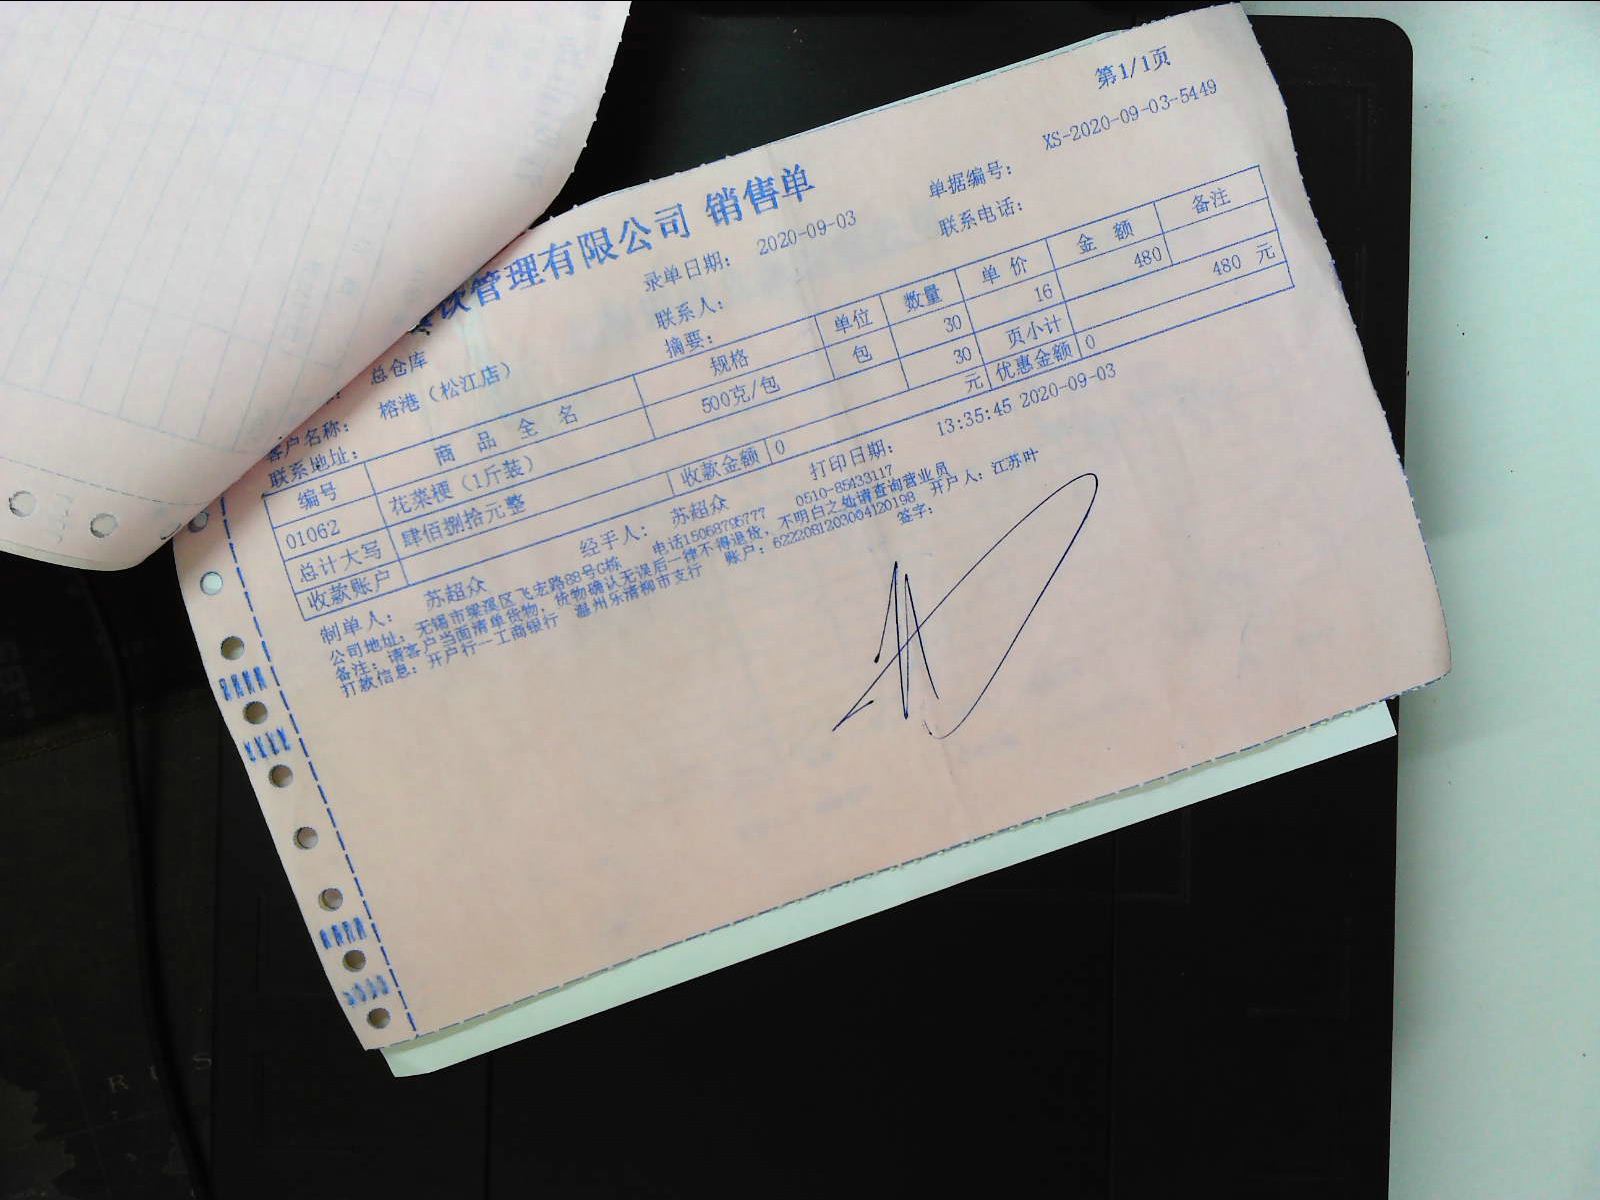 第1/1页
饮管理有限公司 销售单
录单日期： 2020-09-03 单据编号： XS-2020-09-03-5449
总仓库 联系人： 联系电话：
客户名称： 榕港（松江店） 摘要：
联系地址：
编号 商 品 全 名 规格 单位 数量 单 价 金 额 备注
01062 花菜梗（1斤装） 500克/包 包 30 16 480
总计大写 肆佰捌拾元整 30 页小计 480 元
收款账户 收款金额 0 元 优惠金额 0
制单人： 苏超众 经手人： 苏超众 打印日期： 13:35:45 2020-09-03
公司地址：无锡市梁溪区飞宏路88号G栋 电话15068795777 0510-85433117
备注：请客户当面清单货物，货物确认无误后一律不得退货，不明白之处请查询营业员
打款信息：开户行--工商银行 温州乐清柳市支行 账户：6222081203004120198 开户人：江苏叶
签字：